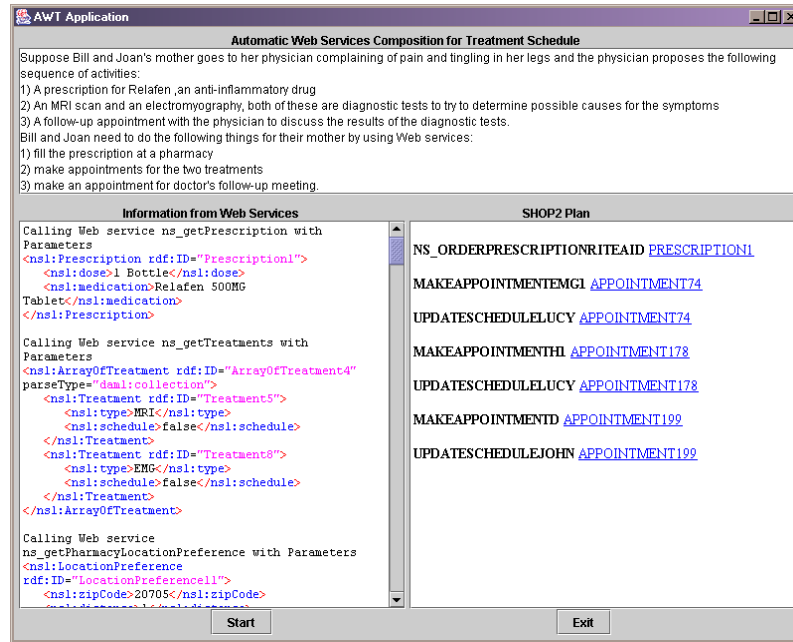 AWT Application
Automatic Web Services Composition for Treatment Schedule
Suppose Bill and Joan's mother goes to her physician complaining of pain and tingling in her legs and the physician proposes the following
sequence of activities:
1) A prescription for Relafen ,an anti-inflammatory drug
2) An MRI scan and an electromyography, both of these are diagnostic tests to try to determine possible causes for the symptoms
3) A follow-up appointment with the physician to discuss the results of the diagnostic tests.
Bill and Joan need to do the following things for their mother by using Web services:
1) fill the prescription at a pharmacy
2) make appointments for the two treatments
3) make an appointment for doctor's follow-up meeting.
Information from Web Services
Calling Web service ns_getPrescription with
Parameters
<nsl:Prescription rdf:ID="Prescription1">
<nsl:dose>1 Bottle</nsl:dose>
<nsl:medication>Relafen 500MG
Tablet</nsl:medication>
</nsl:Prescription>
Calling Web service ns_getTreatments with
Parameters
<nsl:ArrayOfTreatment rdf:ID="ArrayOfTreatment4"
parseType="daml:collection">
<nsl:Treatment rdf:ID="Treatment5">
<nsl:type>MRI</nsl:type>
<nsl:schedule>false</nsl:schedule>
</nsl:Treatment>
<nsl:Treatment rdf:ID="Treatment8">
<nsl:type>EMG</nsl:type>
<nsl:schedule>false</nsl:schedule>
</nsl:Treatment>
</nsl:ArrayOfTreatment>
Calling Web service
ns_getPharmacyLocationPreference with Parameters
<nsl:LocationPreference
rdf:ID="LocationPreference11">
<nsl:zipCode>20705</nsl:zipCode>
SHOP2 Plan
NS_ORDERPRESCRIPTIONRITEAID PRESCRIPTION1
MAKEAPPOINTMENTEMG1 APPOINTMENT74
UPDATESCHEDULELUCY APPOINTMENT74
MAKEAPPOINTMENTH1 APPOINTMENT178
UPDATESCHEDULELUCY APPOINTMENT178
MAKEAPPOINTMENTD APPOINTMENT199
UPDATESCHEDULEJOHN APPOINTMENT199
Start
Exit